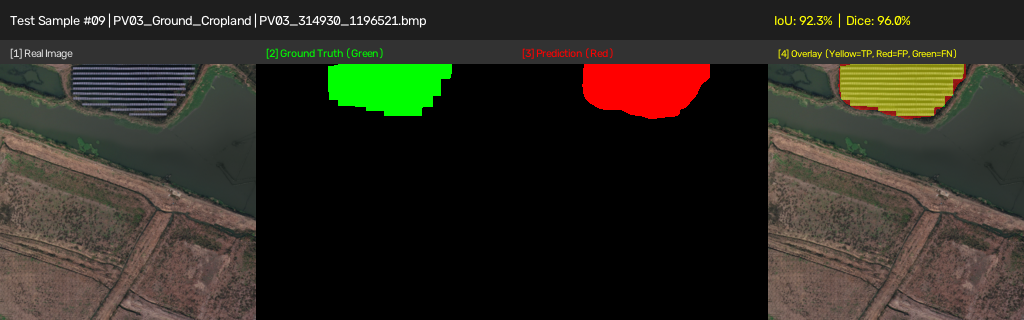 Test Sample #09 | PV03_Ground_Cropland | PV03_314930_1196521.bmp
IoU: 92.3% | Dice: 96.0%
[1] Real Image
[2] Ground Truth (Green)
[3] Prediction (Red)
[4] Overlay (Yellow=TP, Red=FP, Green=FN)